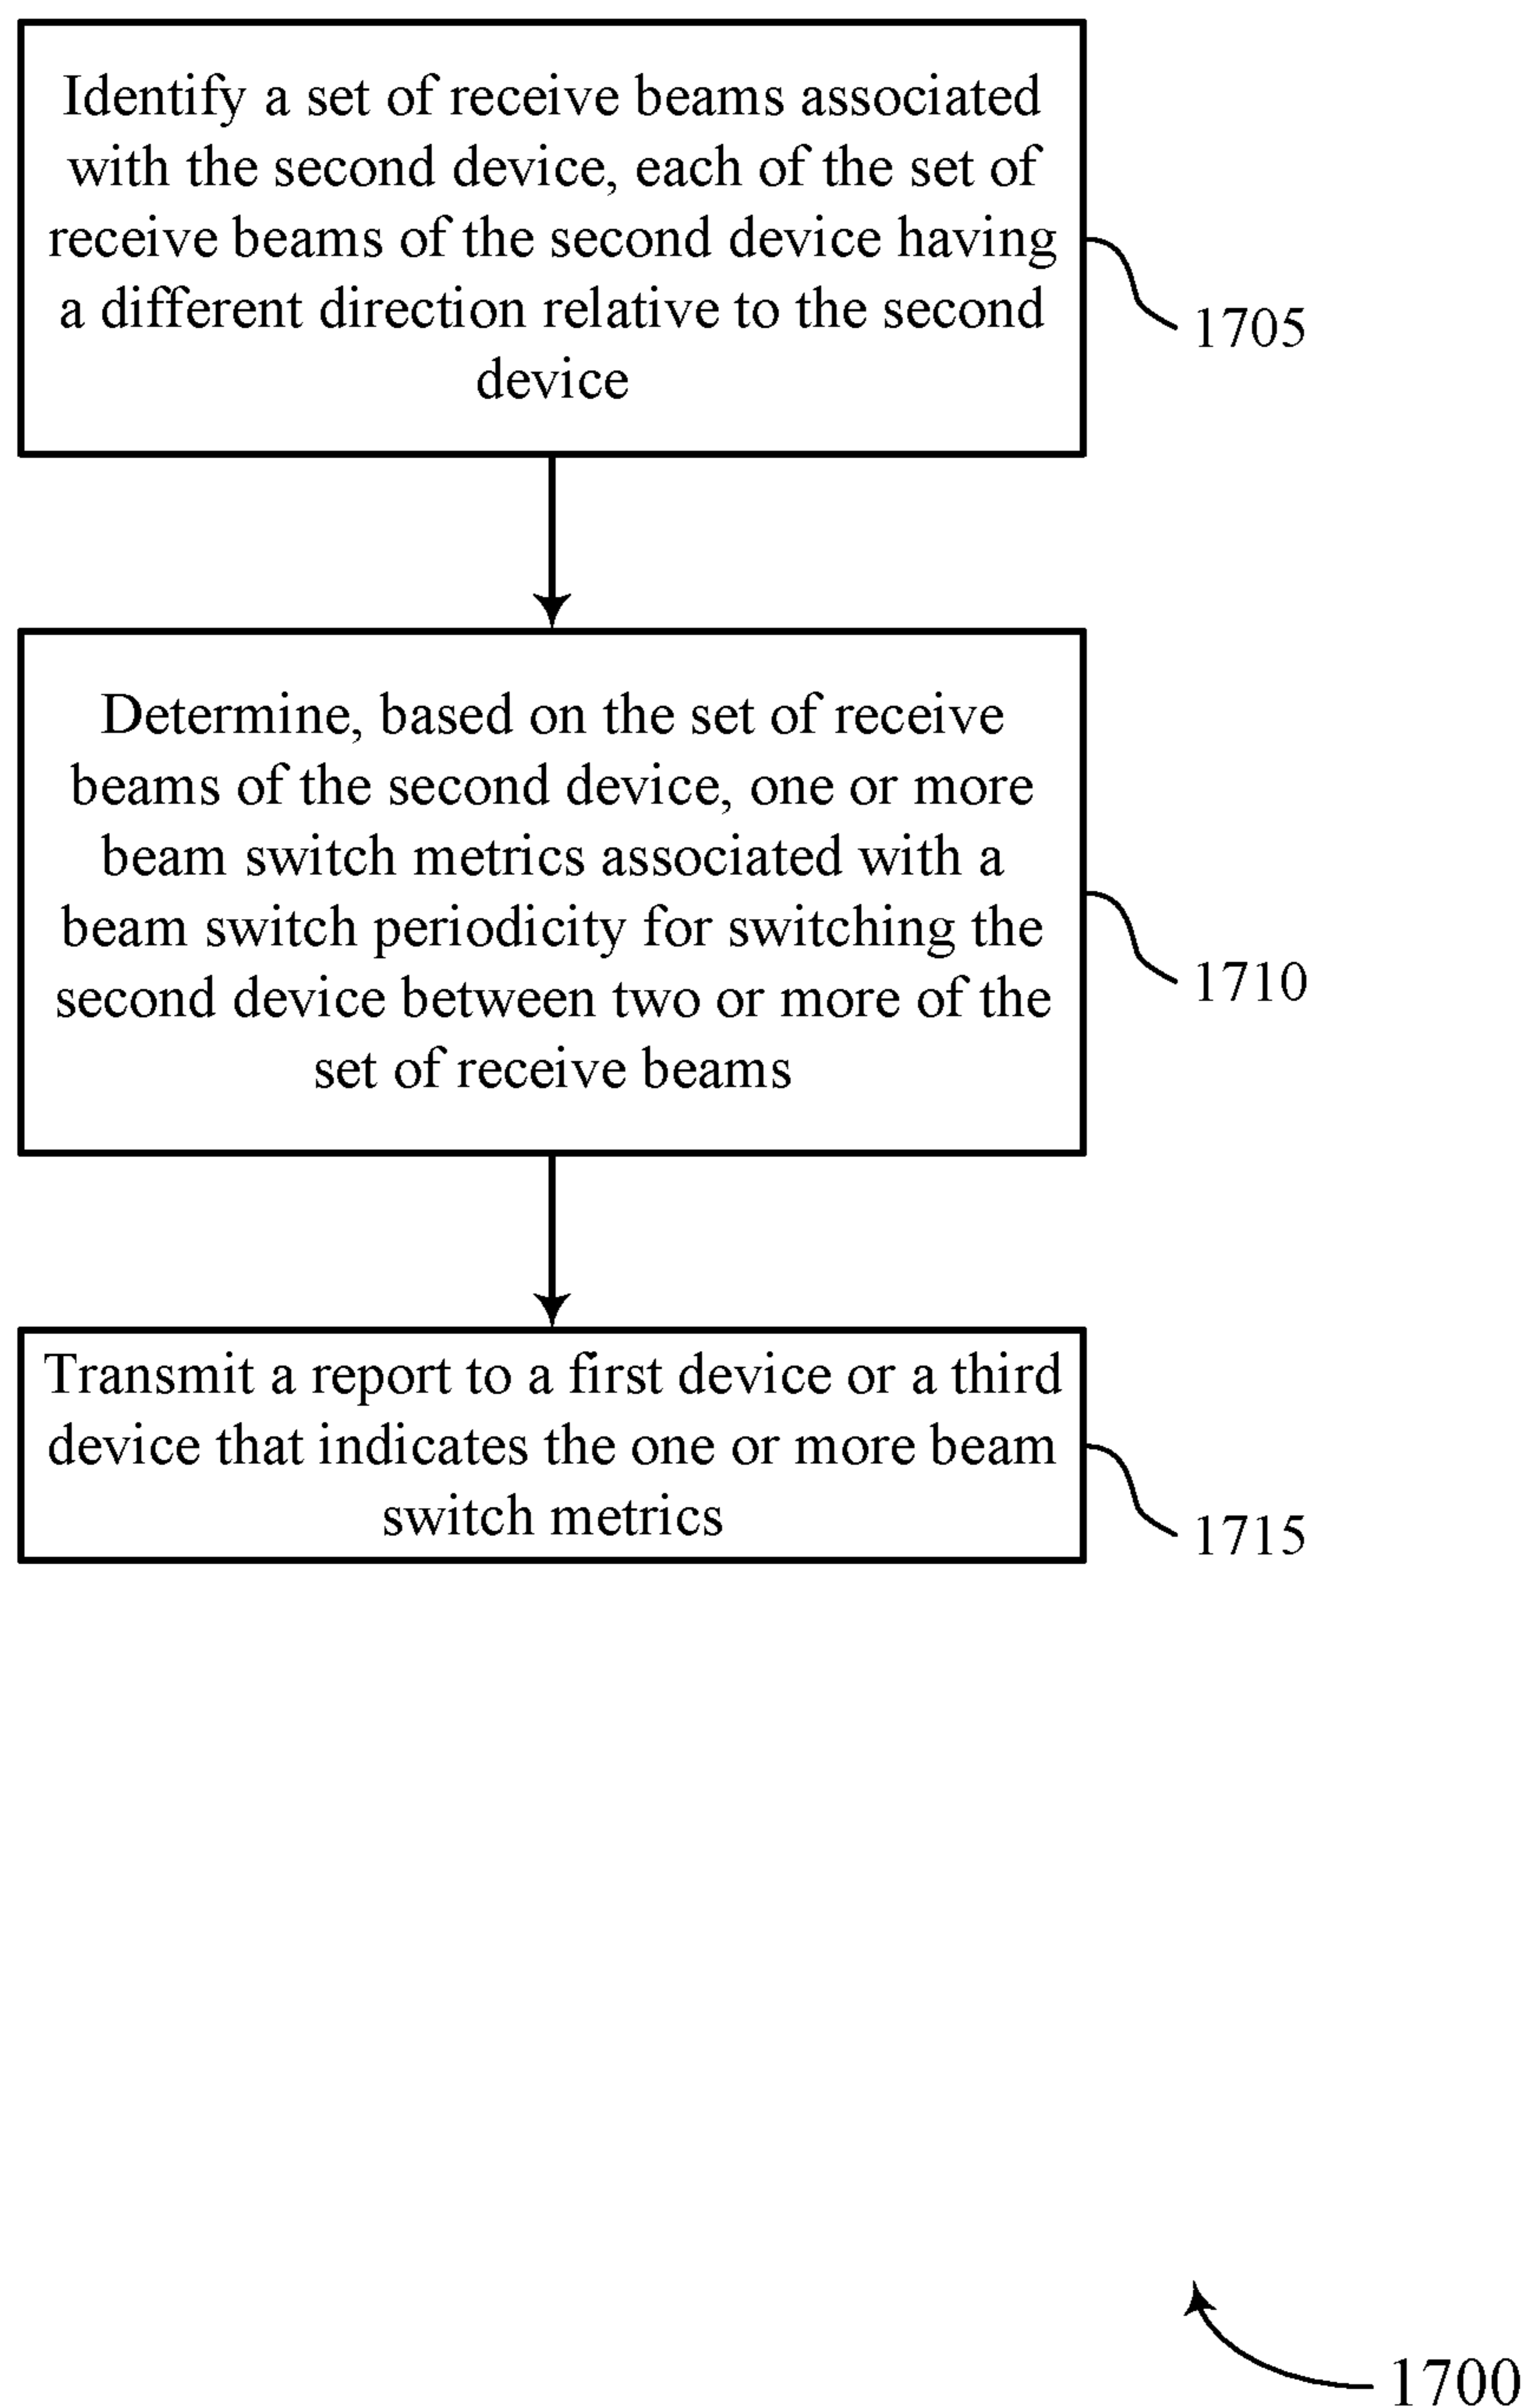 Identify a set of receive beams associated
with the second device, each of the set of
receive beams of the second device having
a different direction relative to the second
device
1705
Determine, based on the set of receive
beams of the second device, one or more
beam switch metrics associated with a
beam switch periodicity for switching the
second device between two or more of the
set of receive beams
1710
Transmit a report to a first device or a third
device that indicates the one or more beam
switch metrics
1715
1700